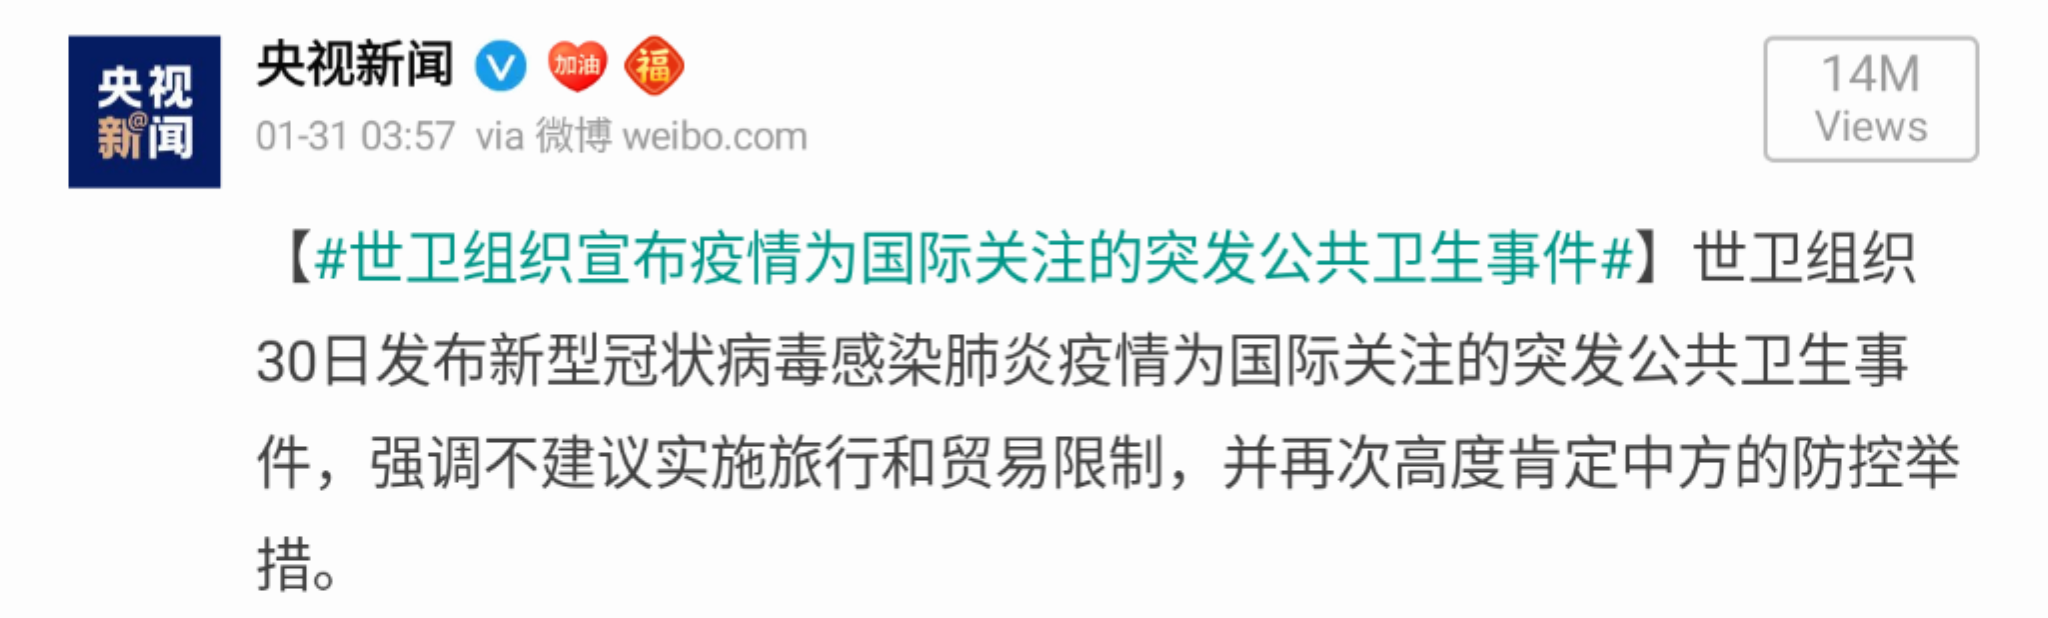 央视
新@闻
央视新闻 V 加油 福
01-31 03:57 via 微博 weibo.com
14M
Views
【#世卫组织宣布疫情为国际关注的突发公共卫生事件#】世卫组织
30日发布新型冠状病毒感染肺炎疫情为国际关注的突发公共卫生事
件，强调不建议实施旅行和贸易限制，并再次高度肯定中方的防控举
措。